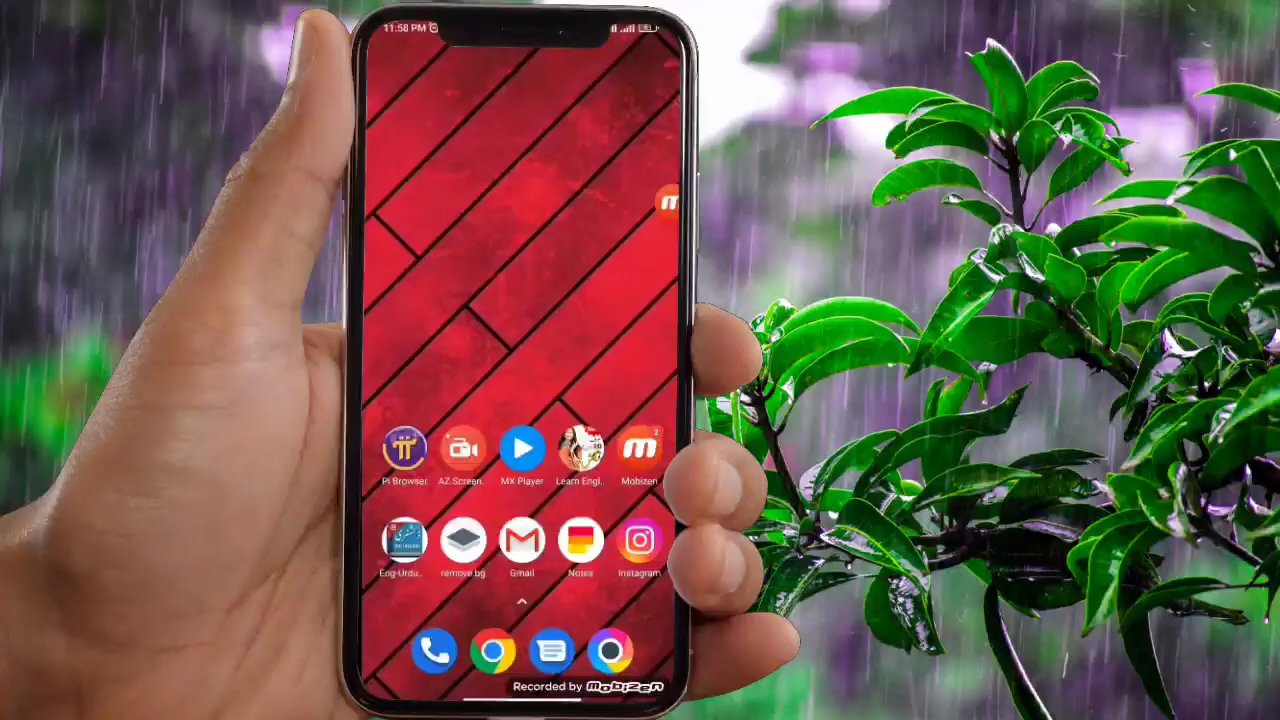 11:58 PM
Pi Browser AZ Screen.. MX Player Learn Engl.. Mobizen
2
Eng-Urdu.. remove.bg Gmail Notes Instagram
Recorded by Mobizen